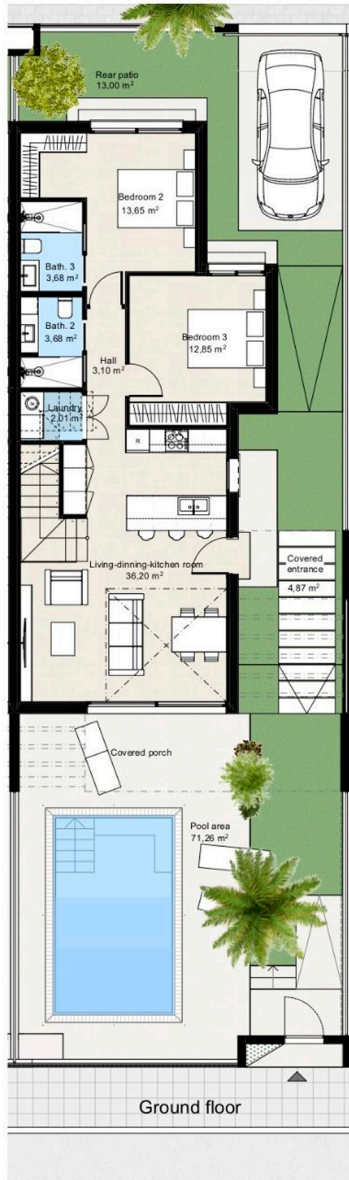 Rear patio
13,00 m²
Bedroom 2
13,65 m²
Bath. 3
3,68 m²
Bath. 2
3,68 m²
Bedroom 3
12,85 m²
Hall
3,10 m²
Laundry
2,01 m²
R
Living-dinning-kitchen room
36,20 m²
Covered
entrance
4,87 m²
Covered porch
Pool area
71,26 m²
Ground floor